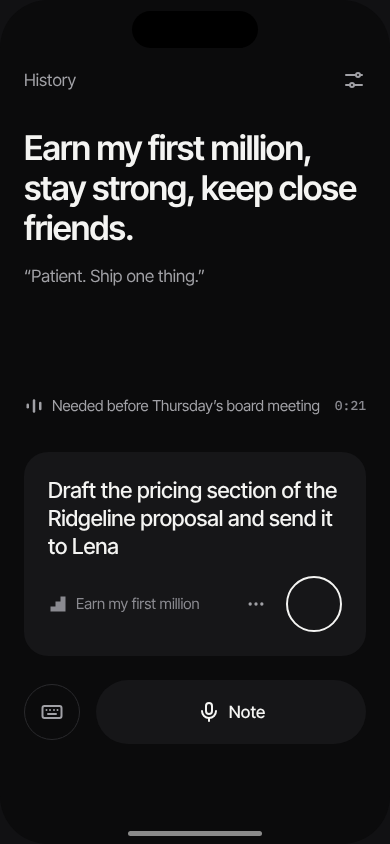 History
Earn my first million,
stay strong, keep close
friends.
“Patient. Ship one thing.”
Needed before Thursday’s board meeting 0:21
Draft the pricing section of the
Ridgeline proposal and send it
to Lena
Earn my first million
Note